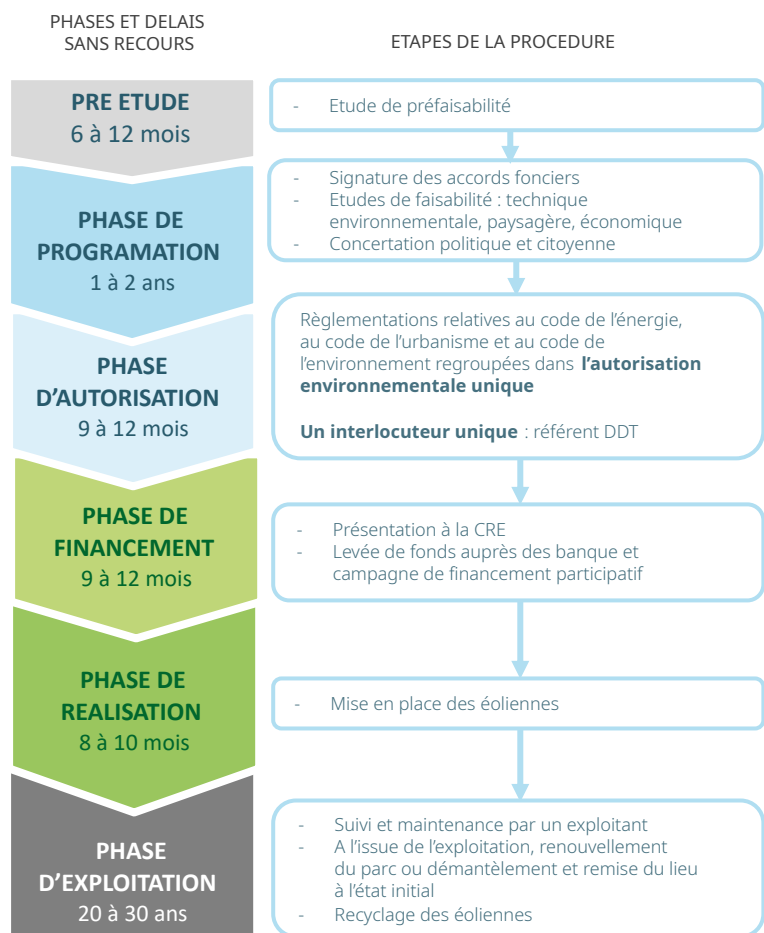 PHASES ET DELAIS
SANS RECOURS
ETAPES DE LA PROCEDURE
PRE ETUDE
6 à 12 mois
- Etude de préfaisabilité
PHASE DE
PROGRAMATION
1 à 2 ans
- Signature des accords fonciers
- Etudes de faisabilité : technique
environnementale, paysagère, économique
- Concertation politique et citoyenne
PHASE
D’AUTORISATION
9 à 12 mois
Règlementations relatives au code de l’énergie,
au code de l’urbanisme et au code de
l’environnement regroupées dans l’autorisation
environnementale unique
Un interlocuteur unique : référent DDT
PHASE DE
FINANCEMENT
9 à 12 mois
- Présentation à la CRE
- Levée de fonds auprès des banque et
campagne de financement participatif
PHASE DE
REALISATION
8 à 10 mois
- Mise en place des éoliennes
PHASE
D’EXPLOITATION
20 à 30 ans
- Suivi et maintenance par un exploitant
- A l’issue de l’exploitation, renouvellement
du parc ou démantèlement et remise du lieu
à l’état initial
- Recyclage des éoliennes